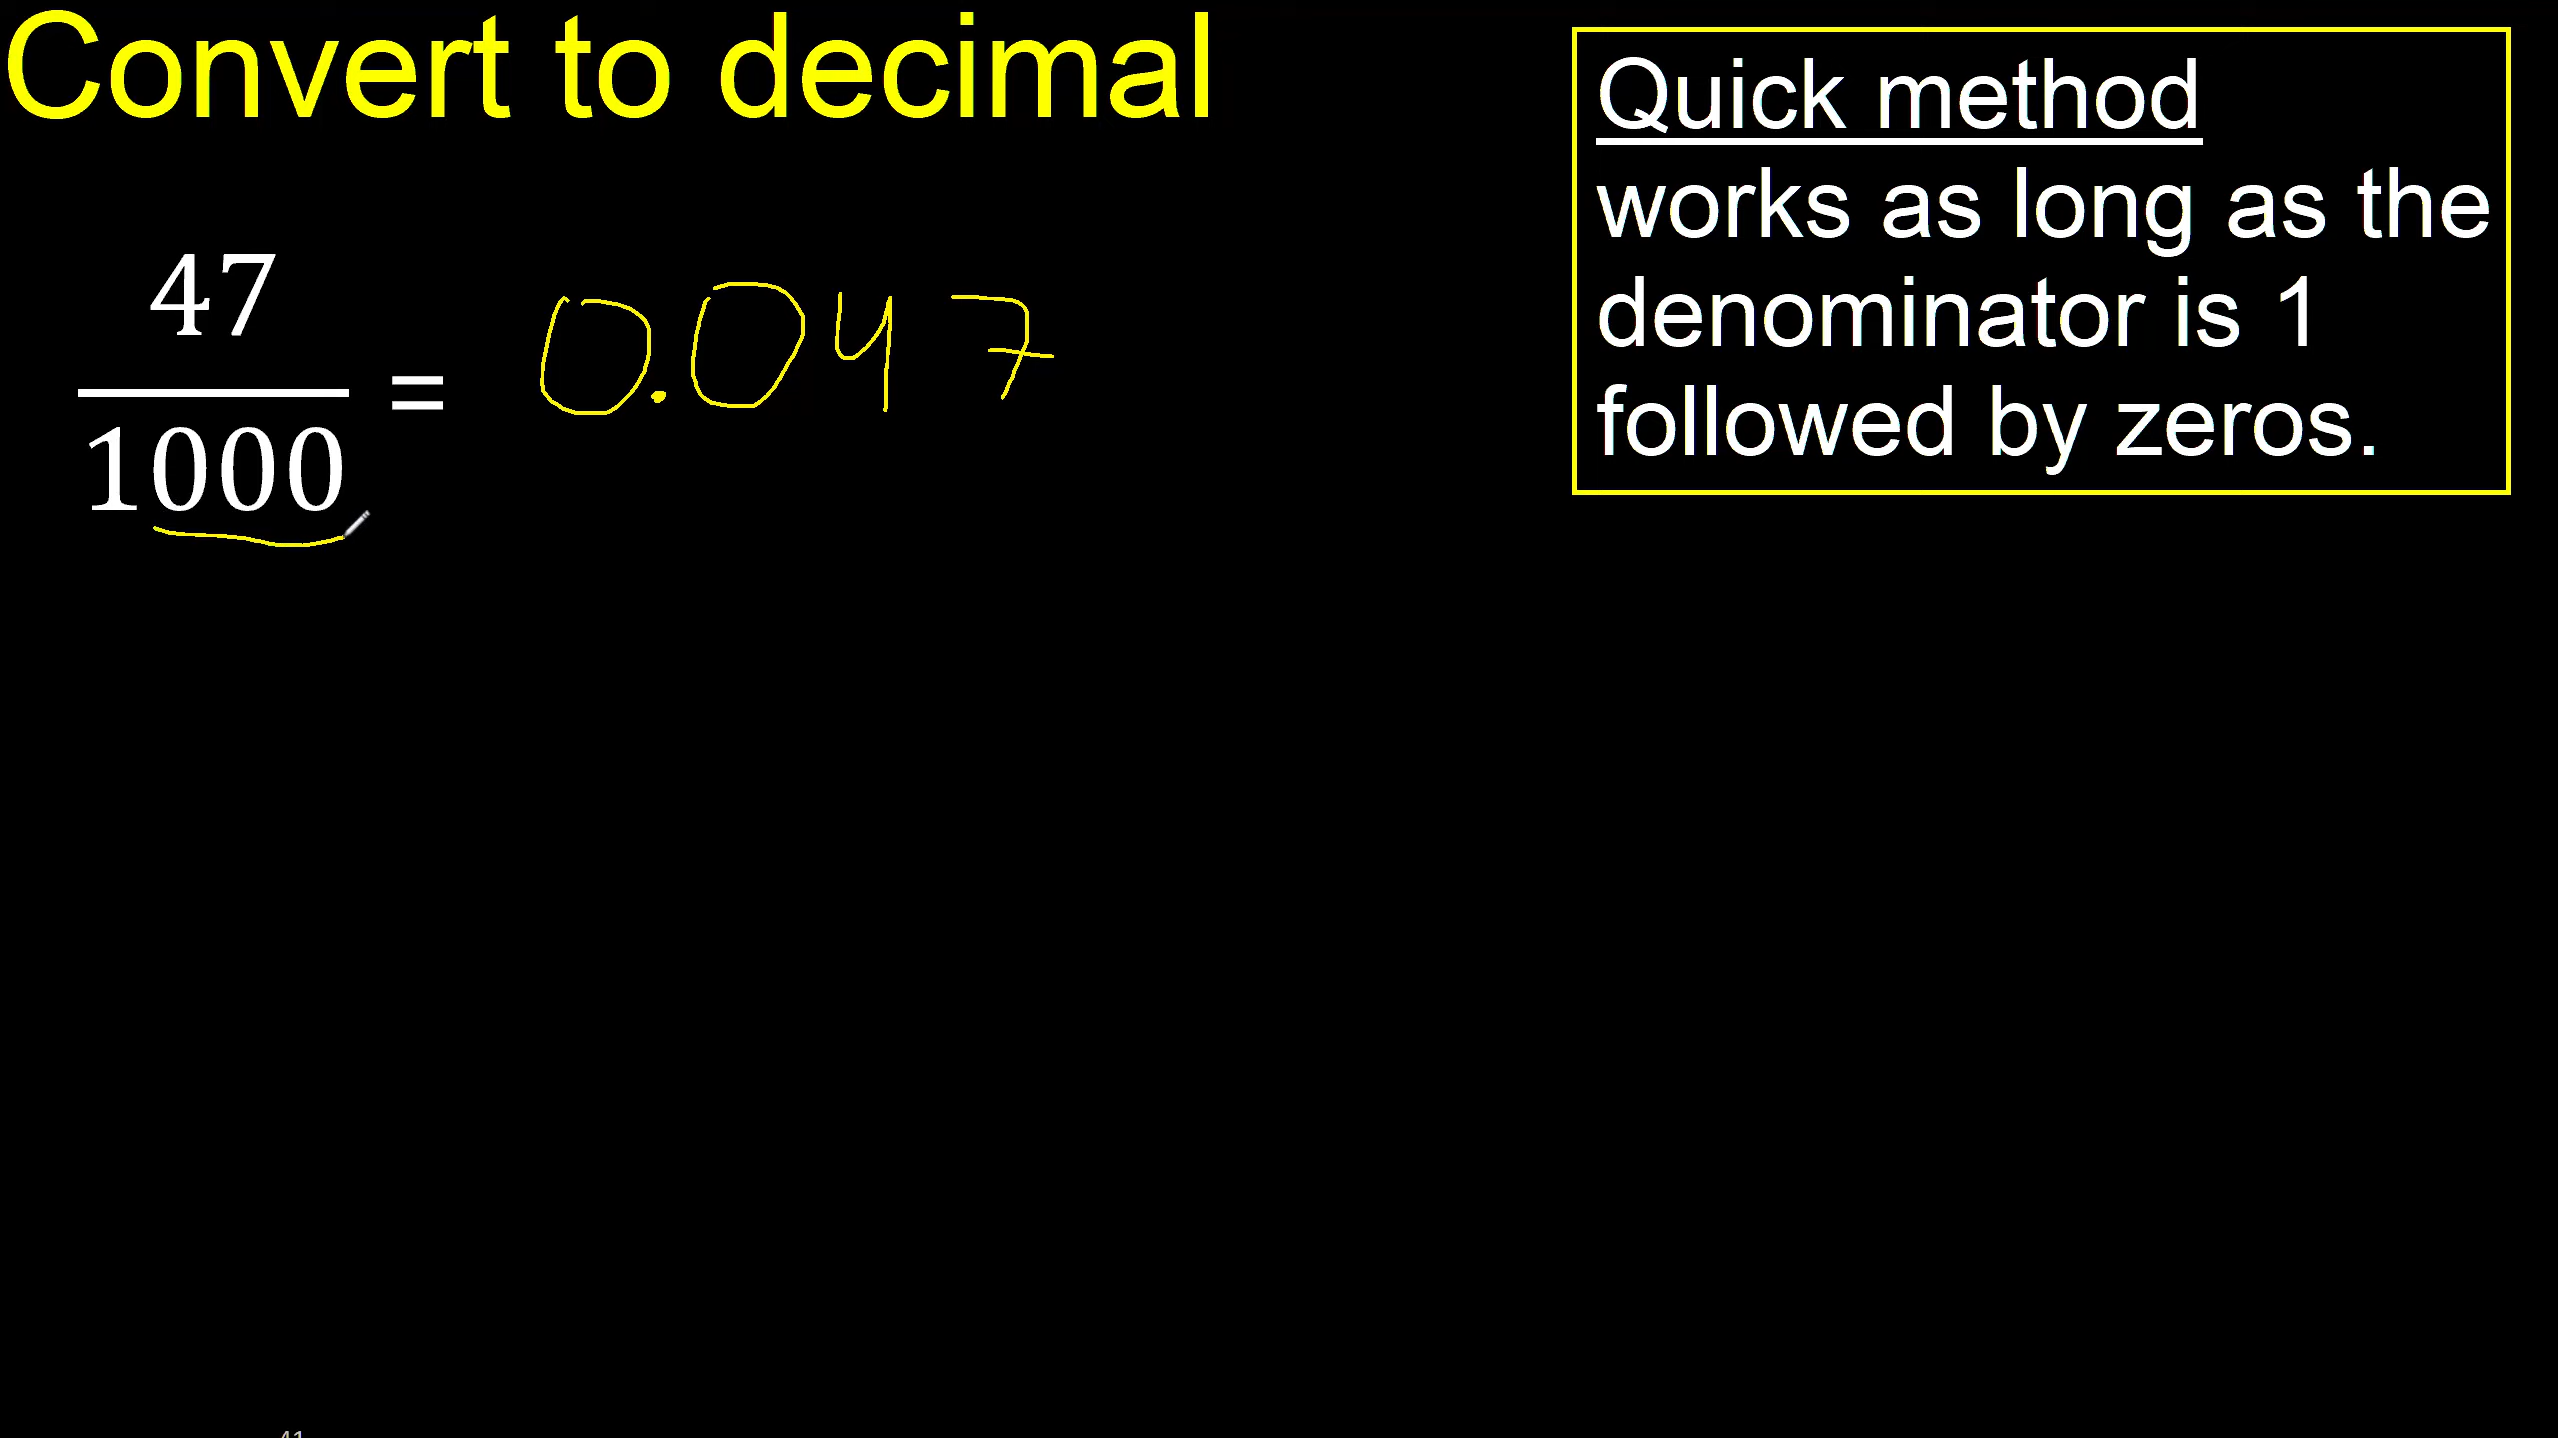 Convert to decimal
47
1000
= 0.047
Quick method
works as long as the
denominator is 1
followed by zeros.